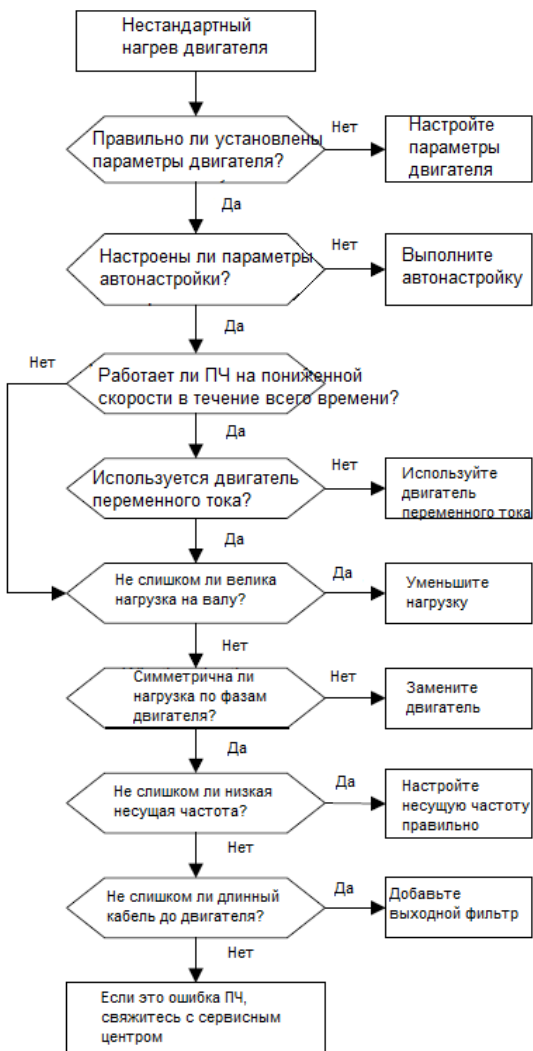 Нестандартный
нагрев двигателя
Правильно ли установлены
параметры двигателя?
Нет
Настройте
параметры
двигателя
Да
Настроены ли параметры
автонастройки?
Нет
Выполните
автонастройку
Да
Нет
Работает ли ПЧ на пониженной
скорости в течение всего времени?
Да
Используется двигатель
переменного тока?
Нет
Используйте
двигатель
переменного тока
Да
Не слишком ли велика
нагрузка на валу?
Да
Уменьшите
нагрузку
Нет
Симметрична ли
нагрузка по фазам
двигателя?
Нет
Замените
двигатель
Да
Не слишком ли низкая
несущая частота?
Да
Настройте
несущую частоту
правильно
Нет
Не слишком ли длинный
кабель до двигателя?
Да
Добавьте
выходной фильтр
Нет
Если это ошибка ПЧ,
свяжитесь с сервисным
центром